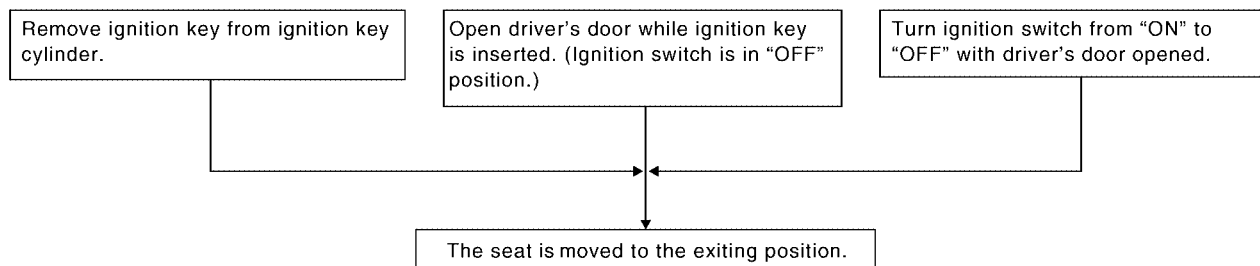 Remove ignition key from ignition key
cylinder.
Open driver's door while ignition key
is inserted. (Ignition switch is in “OFF”
position.)
Turn ignition switch from “ON” to
“OFF” with driver's door opened.
The seat is moved to the exiting position.